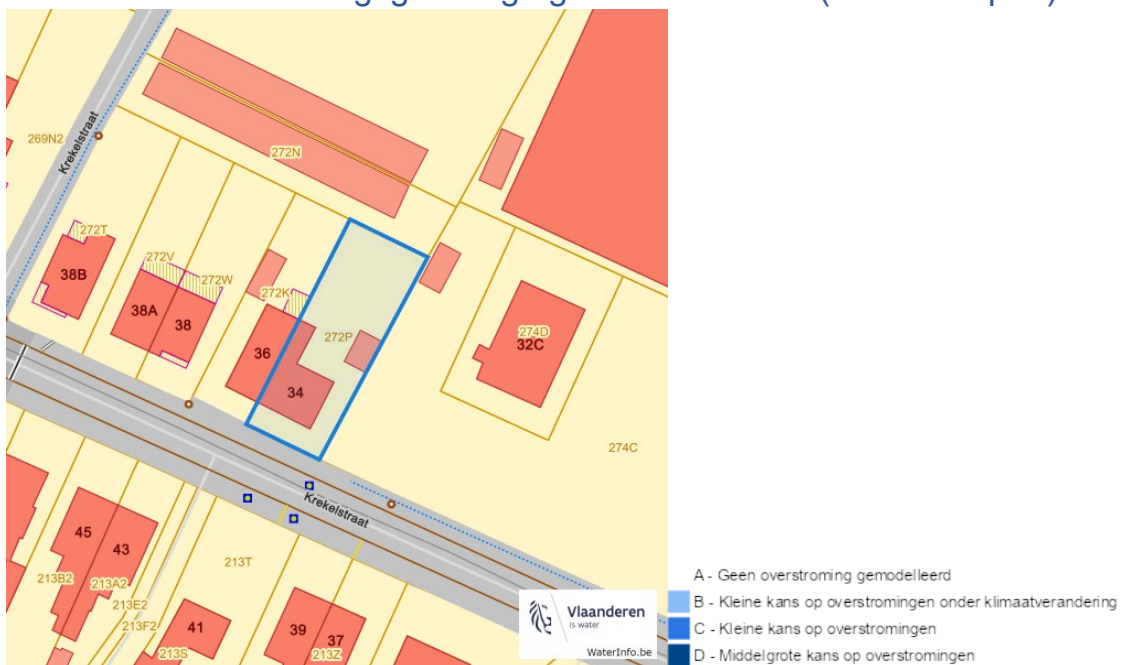 Krekelstraat
269N2
272N
272T
38B
272V
272W
38A
38
272K
36
272P
34
274D
32C
274C
Krekelstraat
45
43
213B2
213A2
213E2
213F2
213T
41
213S
39
37
213Z
Vlaanderen
is water
WaterInfo.be
A - Geen overstroming gemodelleerd
B - Kleine kans op overstromingen onder klimaatverandering
C - Kleine kans op overstromingen
D - Middelgrote kans op overstromingen